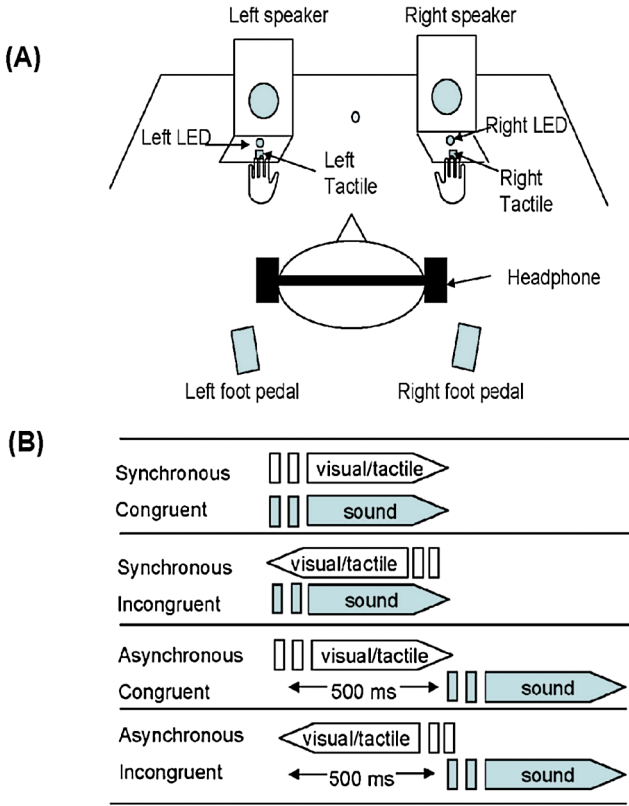 (A)
Left speaker
Right speaker
Left LED
Left
Tactile
Right LED
Right
Tactile
Headphone
Left foot pedal
Right foot pedal
(B)
Synchronous
visual/tactile
Congruent
sound
Synchronous
visual/tactile
Incongruent
sound
Asynchronous
visual/tactile
Congruent
500 ms
sound
Asynchronous
visual/tactile
Incongruent
500 ms
sound